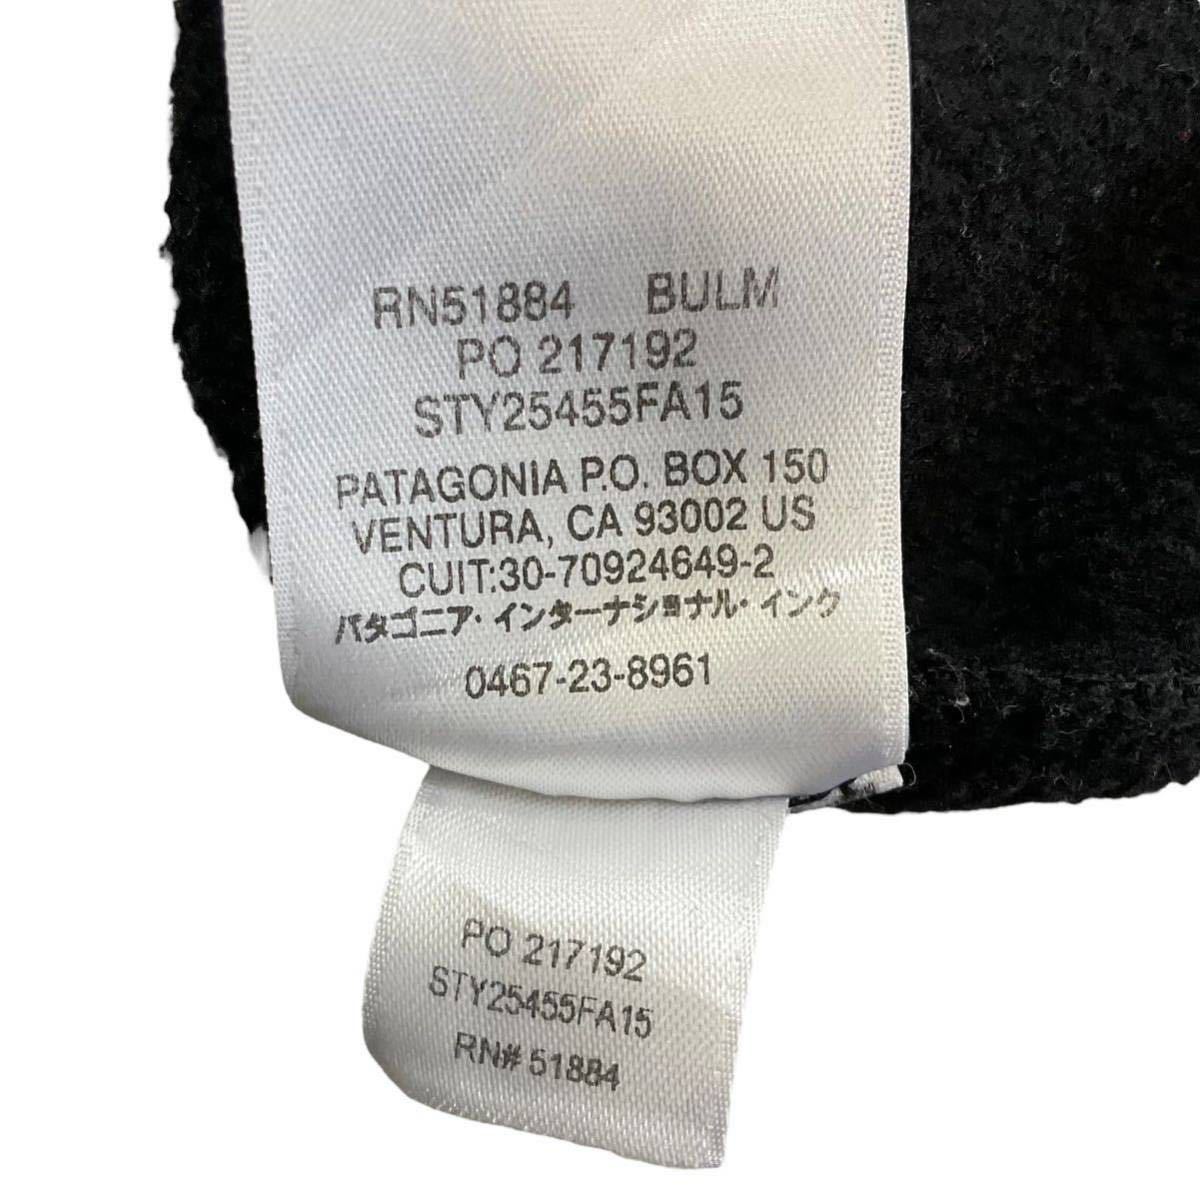 RN51884 BULM
PO 217192
STY25455FA15
PATAGONIA P.O. BOX 150
VENTURA, CA 93002 US
CUIT:30-70924649-2
パタゴニア・インターナショナル・インク
0467-23-8961
PO 217192
STY25455FA15
RN# 51884